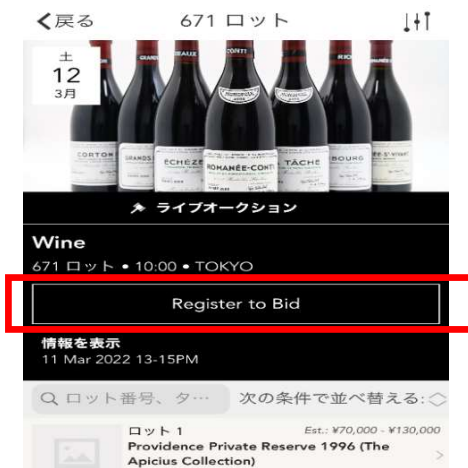 戻る 671 ロット
土
12
3月
CORTON GRANDS ÉCHÉZEAUX ROMANÉE-CONTI TÂCHE
ライブオークション
Wine
671 ロット • 10:00 • TOKYO
Register to Bid
情報を表示
11 Mar 2022 13-15PM
ロット番号、タ… 次の条件で並べ替える:
ロット 1 Est.: ¥70,000 - ¥130,000
Providence Private Reserve 1996 (The
Apicius Collection)